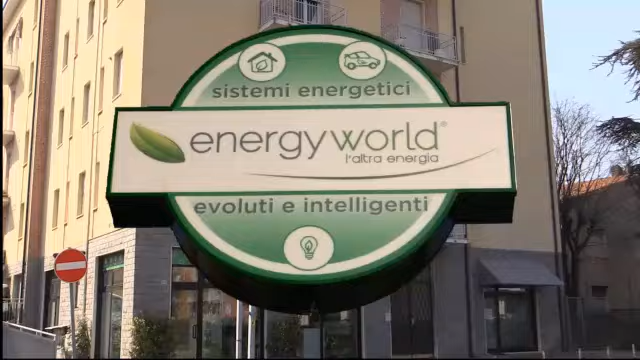 sistemi energetici
energyworld®
l'altra energia
evoluti e intelligenti